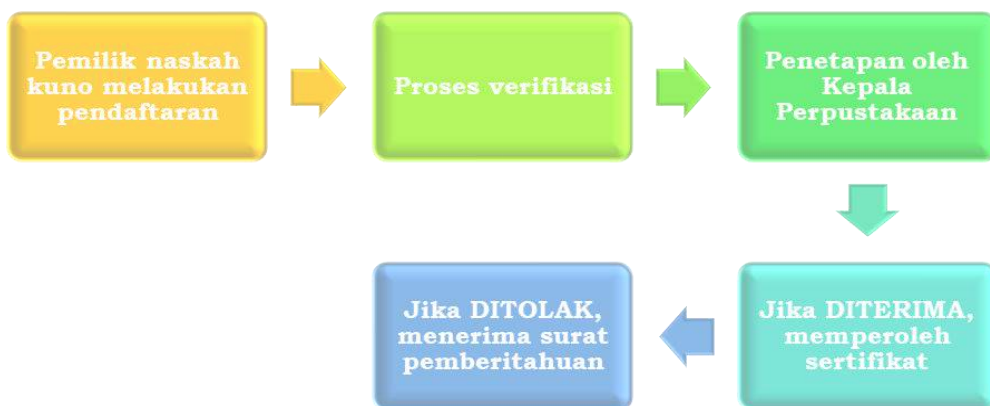 Pemilik naskah
kuno melakukan
pendaftaran
Proses verifikasi
Penetapan oleh
Kepala
Perpustakaan
Jika DITERIMA,
memperoleh
sertifikat
Jika DITOLAK,
menerima surat
pemberitahuan